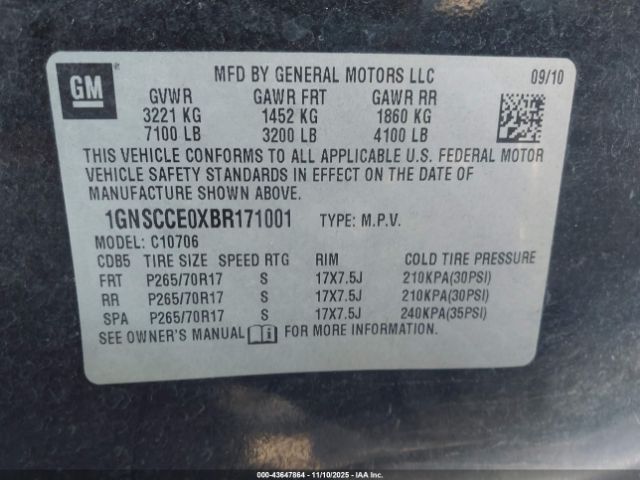 GM
MFD BY GENERAL MOTORS LLC 09/10
GVWR GAWR FRT GAWR RR
3221 KG 1452 KG 1860 KG
7100 LB 3200 LB 4100 LB
THIS VEHICLE CONFORMS TO ALL APPLICABLE U.S. FEDERAL MOTOR
VEHICLE SAFETY STANDARDS IN EFFECT ON THE DATE OF
MANUFACTURE SHOWN ABOVE.
1GNSCCE0XBR171001 TYPE: M.P.V.
MODEL: C10706
CDB5 TIRE SIZE SPEED RTG RIM COLD TIRE PRESSURE
FRT P265/70R17 S 17X7.5J 210KPA(30PSI)
RR P265/70R17 S 17X7.5J 210KPA(30PSI)
SPA P265/70R17 S 17X7.5J 240KPA(35PSI)
SEE OWNER'S MANUAL FOR MORE INFORMATION.
000-43647864 - 11/10/2025 - IAA Inc.